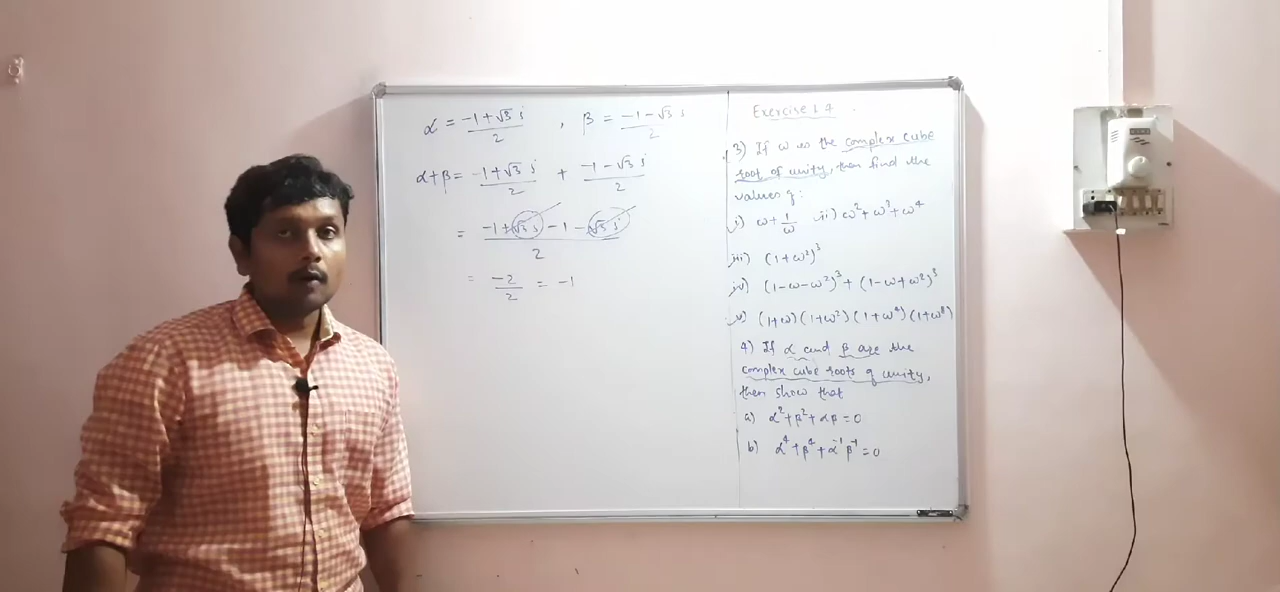 α = (-1+√3 i)/2 , β = (-1-√3 i)/2
α+β = (-1+√3 i)/2 + (-1-√3 i)/2
= (-1+√3 i -1-√3 i)/2
= -2/2 = -1
Exercise 1.4
3) If ω is the complex cube
root of unity, then find the
values of:
i) ω + 1/ω ii) ω² + ω³ + ω⁴
iii) (1+ω²)³
iv) (1-ω-ω²)³ + (1-ω+ω²)³
v) (1+ω)(1+ω²)(1+ω⁴)(1+ω⁸)
4) If α and β are the
complex cube roots of unity,
then show that
a) α²+β²+αβ=0
b) α⁴+β⁴+α⁻¹β⁻¹=0